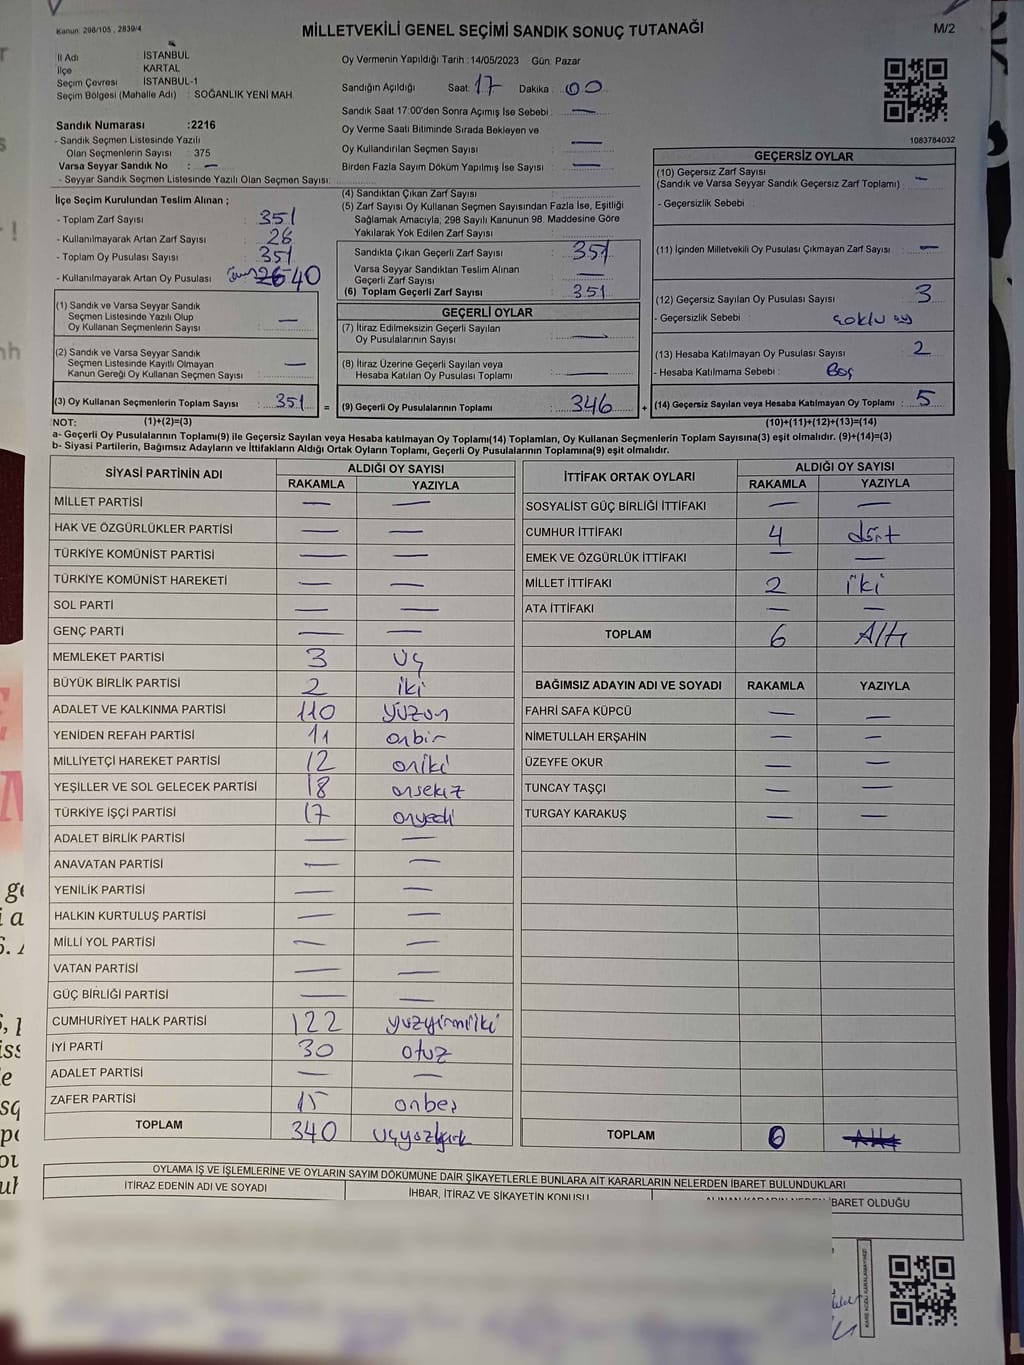 Kanun: 298/105 , 2839/4
MİLLETVEKİLİ GENEL SEÇİMİ SANDIK SONUÇ TUTANAĞI
M/2
İl Adı İSTANBUL
İlçe KARTAL
Seçim Çevresi İSTANBUL-1
Seçim Bölgesi (Mahalle Adı) : SOĞANLIK YENİ MAH.
Sandık Numarası :2216
- Sandık Seçmen Listesinde Yazılı
Olan Seçmenlerin Sayısı : 375
Varsa Seyyar Sandık No : —
- Seyyar Sandık Seçmen Listesinde Yazılı Olan Seçmen Sayısı:
Oy Vermenin Yapıldığı Tarih : 14/05/2023 Gün: Pazar
Sandığın Açıldığı Saat: 17 Dakika : 00
Sandık Saat 17:00'den Sonra Açımış İse Sebebi : —
Oy Verme Saati Bitiminde Sırada Bekleyen ve
Oy Kullandırılan Seçmen Sayısı : —
Birden Fazla Sayım Döküm Yapılmış İse Sayısı : —
1083784032
İlçe Seçim Kurulundan Teslim Alınan ;
- Toplam Zarf Sayısı : 351
- Kullanılmayarak Artan Zarf Sayısı : 26
- Toplam Oy Pusulası Sayısı : 351
- Kullanılmayarak Artan Oy Pusulası : 26 40
(4) Sandıktan Çıkan Zarf Sayısı :
(5) Zarf Sayısı Oy Kullanan Seçmen Sayısından Fazla İse, Eşitliği
Sağlamak Amacıyla, 298 Sayılı Kanunun 98. Maddesine Göre
Yakılarak Yok Edilen Zarf Sayısı :
Sandıkta Çıkan Geçerli Zarf Sayısı : 351
Varsa Seyyar Sandıktan Teslim Alınan
Geçerli Zarf Sayısı : —
(6) Toplam Geçerli Zarf Sayısı : 351
GEÇERSİZ OYLAR
(10) Geçersiz Zarf Sayısı
(Sandık ve Varsa Seyyar Sandık Geçersiz Zarf Toplamı) : —
- Geçersizlik Sebebi :
(11) İçinden Milletvekili Oy Pusulası Çıkmayan Zarf Sayısı : —
(12) Geçersiz Sayılan Oy Pusulası Sayısı : 3
- Geçersizlik Sebebi : çoklu oy
(13) Hesaba Katılmayan Oy Pusulası Sayısı : 2
- Hesaba Katılmama Sebebi : Boş
(14) Geçersiz Sayılan veya Hesaba Katılmayan Oy Toplamı : 5
(1) Sandık ve Varsa Seyyar Sandık
Seçmen Listesinde Yazılı Olup
Oy Kullanan Seçmenlerin Sayısı : —
(2) Sandık ve Varsa Seyyar Sandık
Seçmen Listesinde Kayıtlı Olmayan
Kanun Gereği Oy Kullanan Seçmen Sayısı : —
(3) Oy Kullanan Seçmenlerin Toplam Sayısı : 351 =
GEÇERLİ OYLAR
(7) İtiraz Edilmeksizin Geçerli Sayılan
Oy Pusulasının Sayısı : —
(8) İtiraz Üzerine Geçerli Sayılan veya
Hesaba Katılan Oy Pusulası Toplamı : —
(9) Geçerli Oy Pusulalarının Toplamı : 346 +
NOT: (1)+(2)=(3)
(10)+(11)+(12)+(13)=(14)
a- Geçerli Oy Pusulalarının Toplamı(9) ile Geçersiz Sayılan veya Hesaba katılmayan Oy Toplamı(14) Toplamları, Oy Kullanan Seçmenlerin Toplam Sayısına(3) eşit olmalıdır. (9)+(14)=(3)
b- Siyasi Partilerin, Bağımsız Adayların ve İttifakların Aldığı Ortak Oyların Toplamı, Geçerli Oy Pusulalarının Toplamına(9) eşit olmalıdır.
SİYASİ PARTİNİN ADI ALDIĞI OY SAYISI
RAKAMLA YAZIYLA
MİLLET PARTİSİ — —
HAK VE ÖZGÜRLÜKLER PARTİSİ — —
TÜRKİYE KOMÜNİST PARTİSİ — —
TÜRKİYE KOMÜNİST HAREKETİ — —
SOL PARTİ — —
GENÇ PARTİ — —
MEMLEKET PARTİSİ 3 üç
BÜYÜK BİRLİK PARTİSİ 2 iki
ADALET VE KALKINMA PARTİSİ 110 yüzon
YENİDEN REFAH PARTİSİ 11 onbir
MİLLİYETÇİ HAREKET PARTİSİ 12 oniki
YEŞİLLER VE SOL GELECEK PARTİSİ 18 onsekiz
TÜRKİYE İŞÇİ PARTİSİ 17 onyedi
ADALET BİRLİK PARTİSİ — —
ANAVATAN PARTİSİ — —
YENİLİK PARTİSİ — —
HALKIN KURTULUŞ PARTİSİ — —
MİLLİ YOL PARTİSİ — —
VATAN PARTİSİ — —
GÜÇ BİRLİĞİ PARTİSİ — —
CUMHURİYET HALK PARTİSİ 122 yüzyirmiiki
İYİ PARTİ 30 otuz
ADALET PARTİSİ — —
ZAFER PARTİSİ 15 onbeş
TOPLAM 340 üçyüzkırk
İTTİFAK ORTAK OYLARI ALDIĞI OY SAYISI
RAKAMLA YAZIYLA
SOSYALİST GÜÇ BİRLİĞİ İTTİFAKI — —
CUMHUR İTTİFAKI 4 dört
EMEK VE ÖZGÜRLÜK İTTİFAKI — —
MİLLET İTTİFAKI 2 iki
ATA İTTİFAKI — —
TOPLAM 6 Altı
BAĞIMSIZ ADAYIN ADI VE SOYADI RAKAMLA YAZIYLA
FAHRİ SAFA KÜPCÜ — —
NİMETULLAH ERŞAHİN — —
ÜZEYFE OKUR — —
TUNCAY TAŞÇI — —
TURGAY KARAKUŞ — —
TOPLAM 0 Altı
OYLAMA İŞ VE İŞLEMLERİNE VE OYLARIN SAYIM DÖKÜMÜNE DAİR ŞİKAYETLERLE BUNLARA AİT KARARLARIN NELERDEN İBARET BULUNDUKLARI
İTİRAZ EDENİN ADI VE SOYADI
İHBAR, İTİRAZ VE ŞİKAYETİN KONUSU
İBARET OLDUĞU